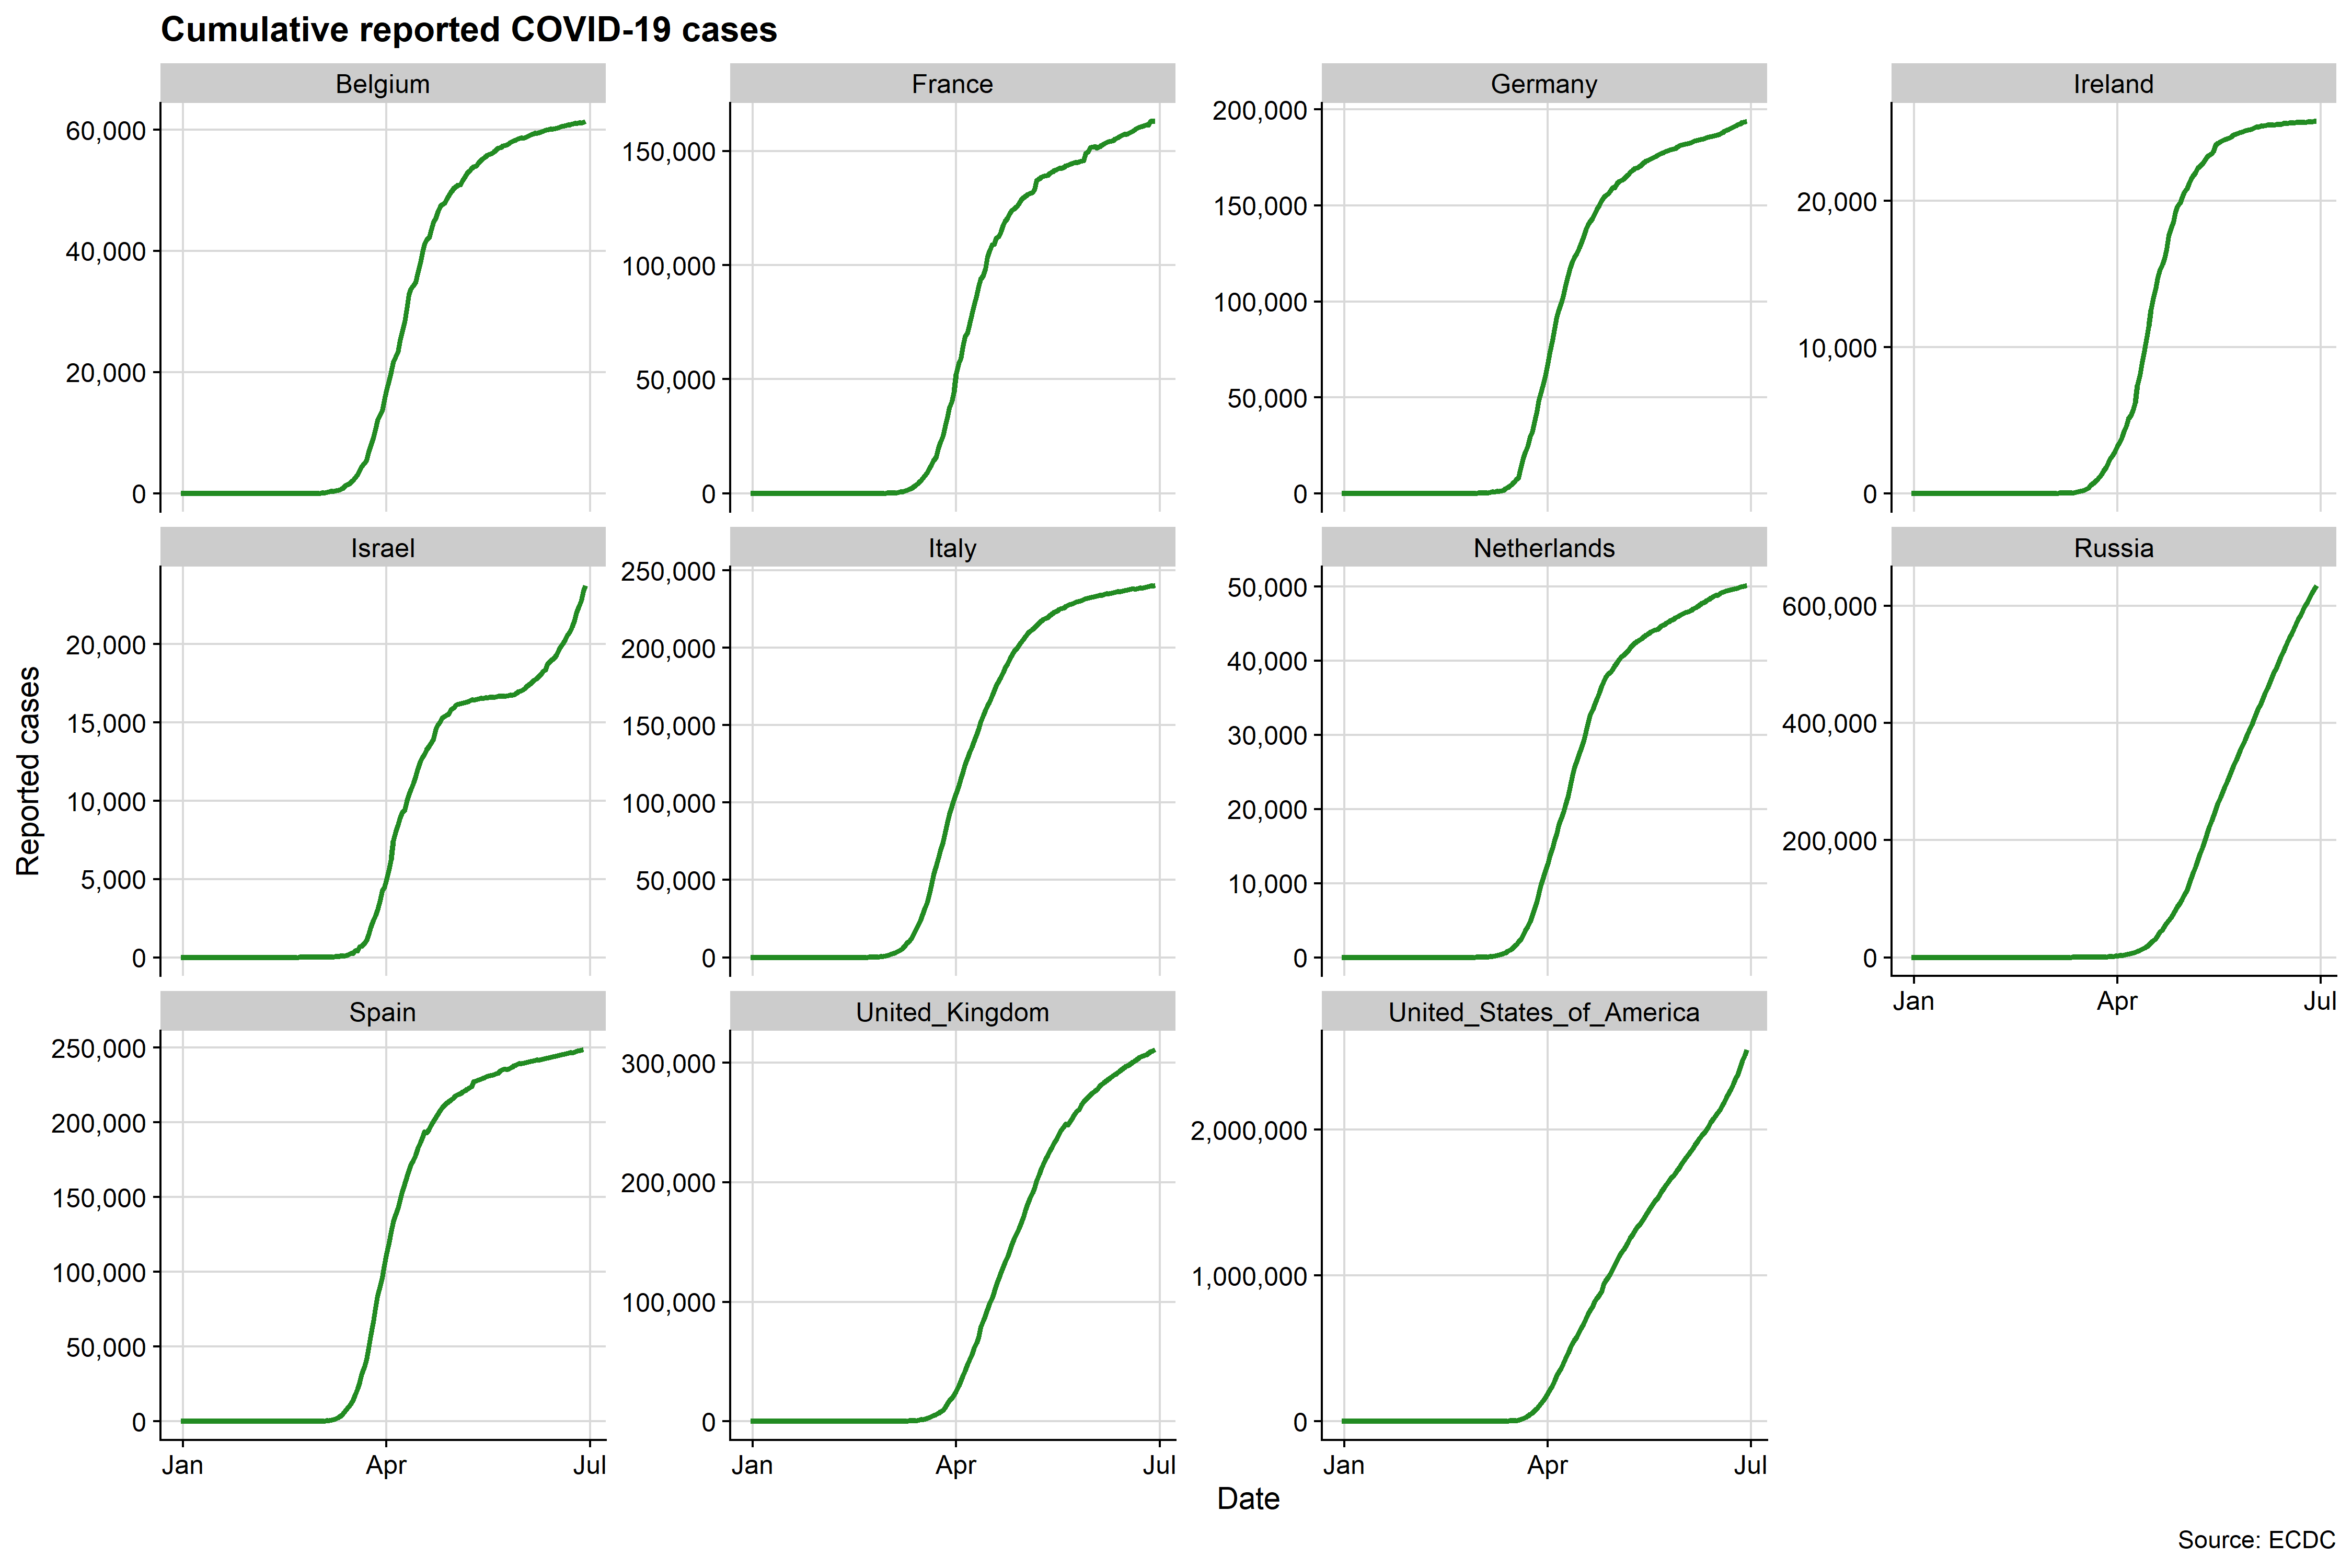 Cumulative reported COVID-19 cases
Belgium
France
Germany
Ireland
60,000
40,000
20,000
0
150,000
100,000
50,000
0
200,000
150,000
100,000
50,000
0
20,000
10,000
0
Israel
Italy
Netherlands
Russia
20,000
15,000
10,000
5,000
0
250,000
200,000
150,000
100,000
50,000
0
50,000
40,000
30,000
20,000
10,000
0
600,000
400,000
200,000
0
Jan Apr Jul
Reported cases
Spain
United_Kingdom
United_States_of_America
250,000
200,000
150,000
100,000
50,000
0
300,000
200,000
100,000
0
2,000,000
1,000,000
0
Jan Apr Jul
Jan Apr Jul
Jan Apr Jul
Date
Source: ECDC